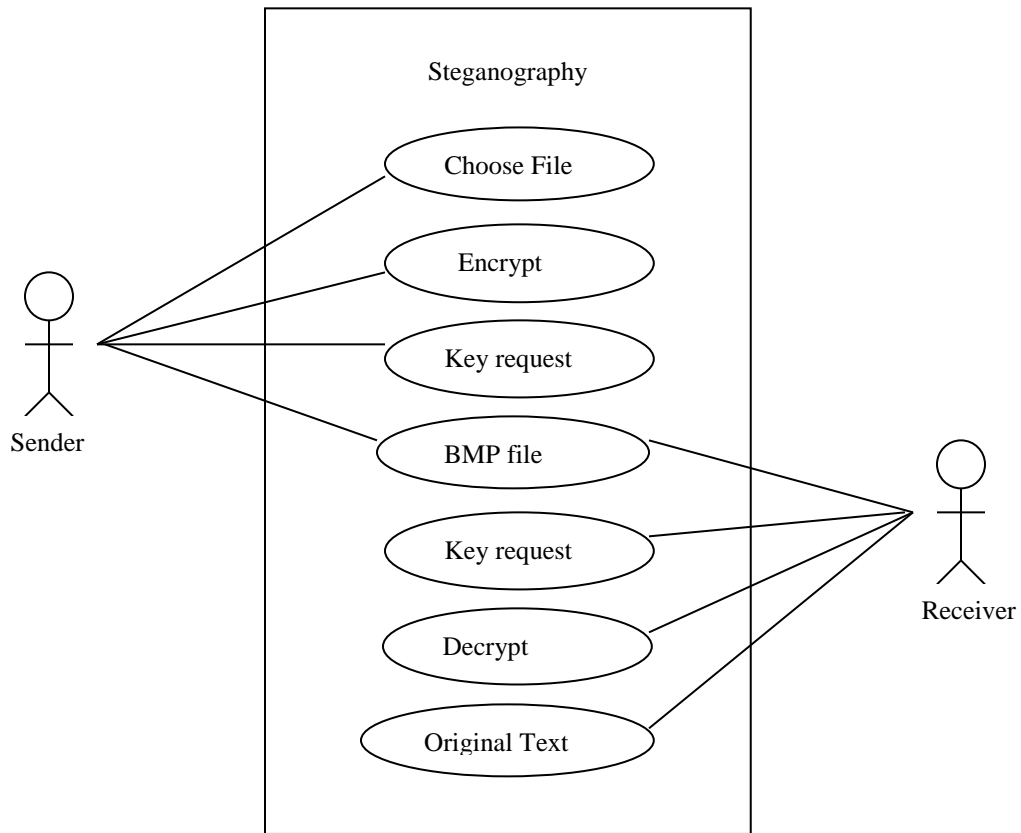 Steganography
Choose File
Encrypt
Key request
Sender
BMP file
Key request
Receiver
Decrypt
Original Text